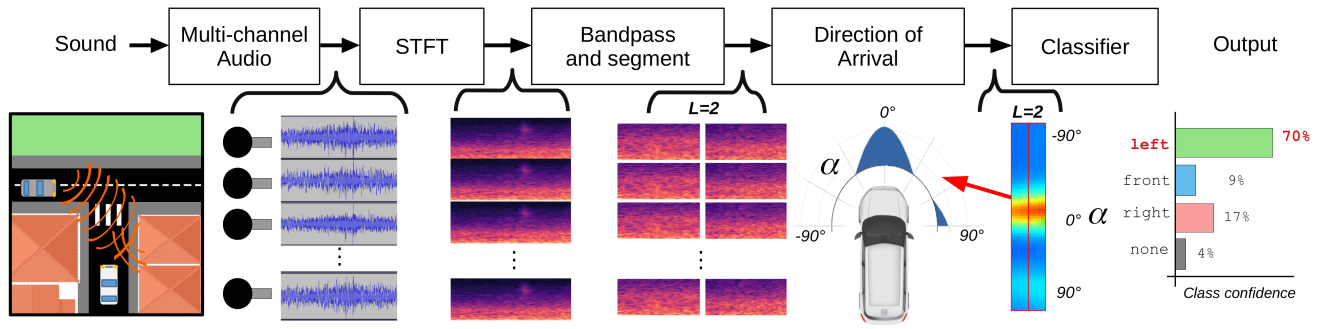 Sound
Multi-channel
Audio
STFT
Bandpass
and segment
Direction of
Arrival
Classifier
Output
L=2
0°
α
-90°
90°
L=2
-90°
0° α
90°
left 70%
front 9%
right 17%
none 4%
Class confidence